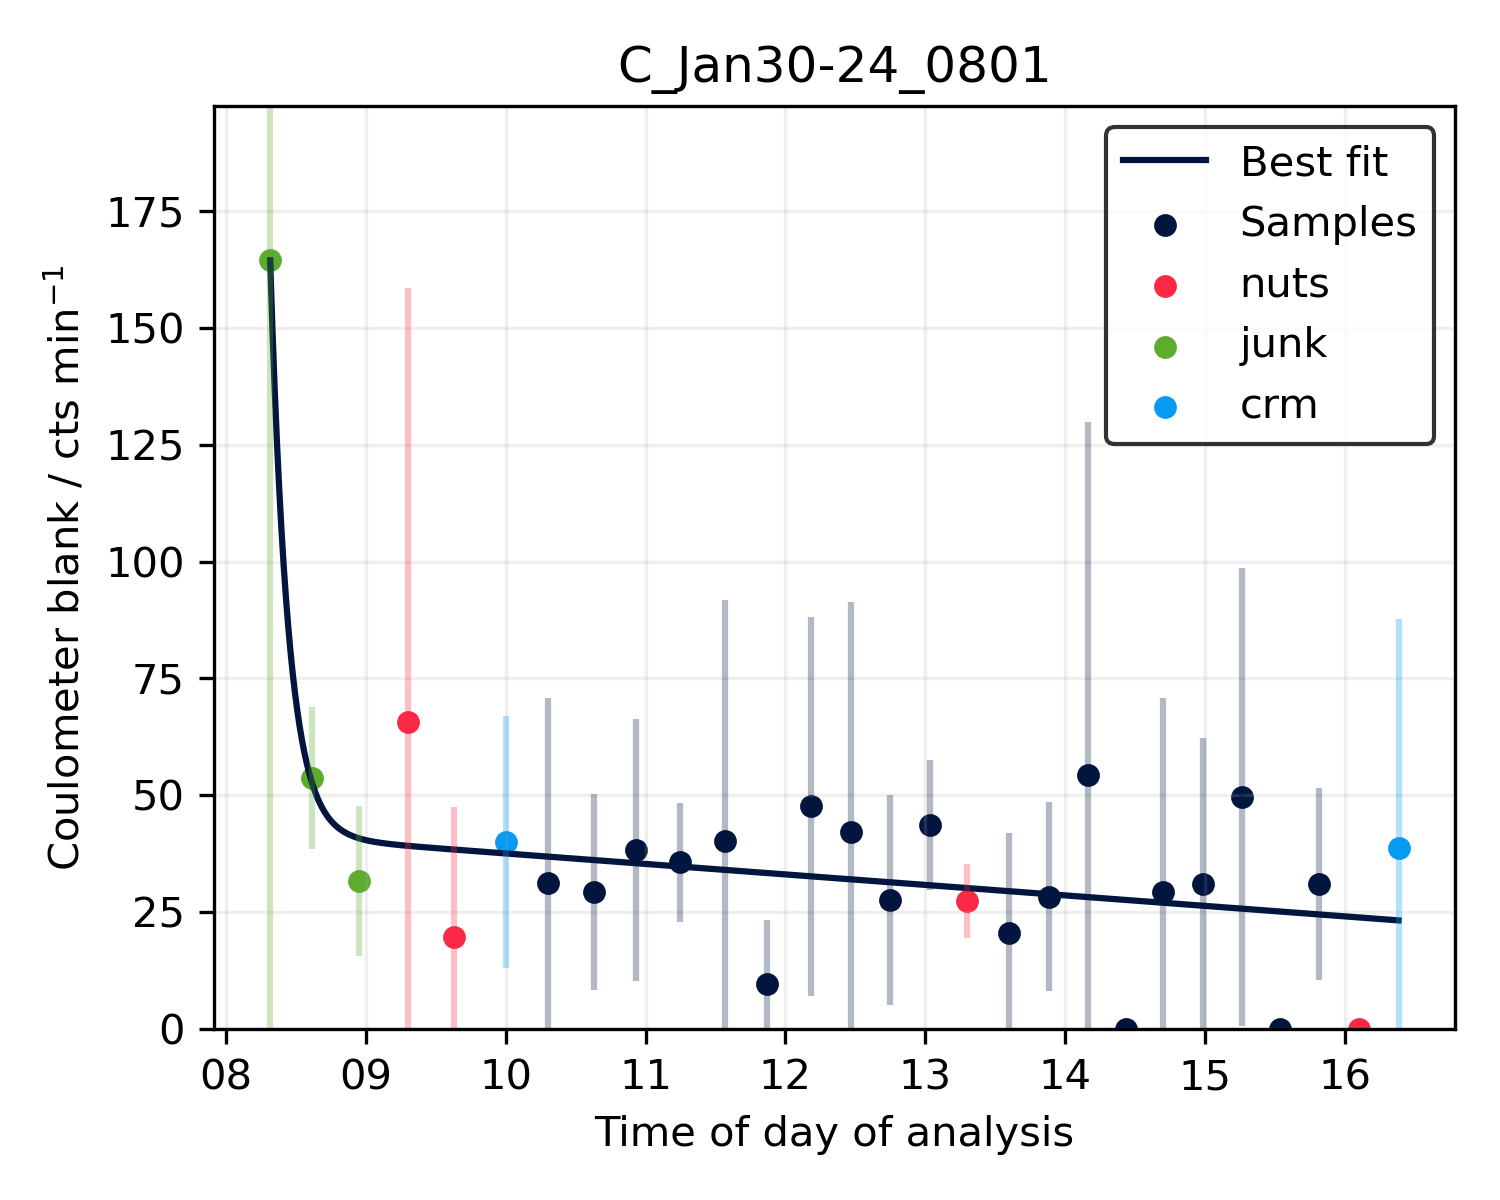 C_Jan30-24_0801
Best fit
Samples
nuts
junk
crm
Coulometer blank / cts min⁻¹
175
150
125
100
75
50
25
0
08 09 10 11 12 13 14 15 16
Time of day of analysis